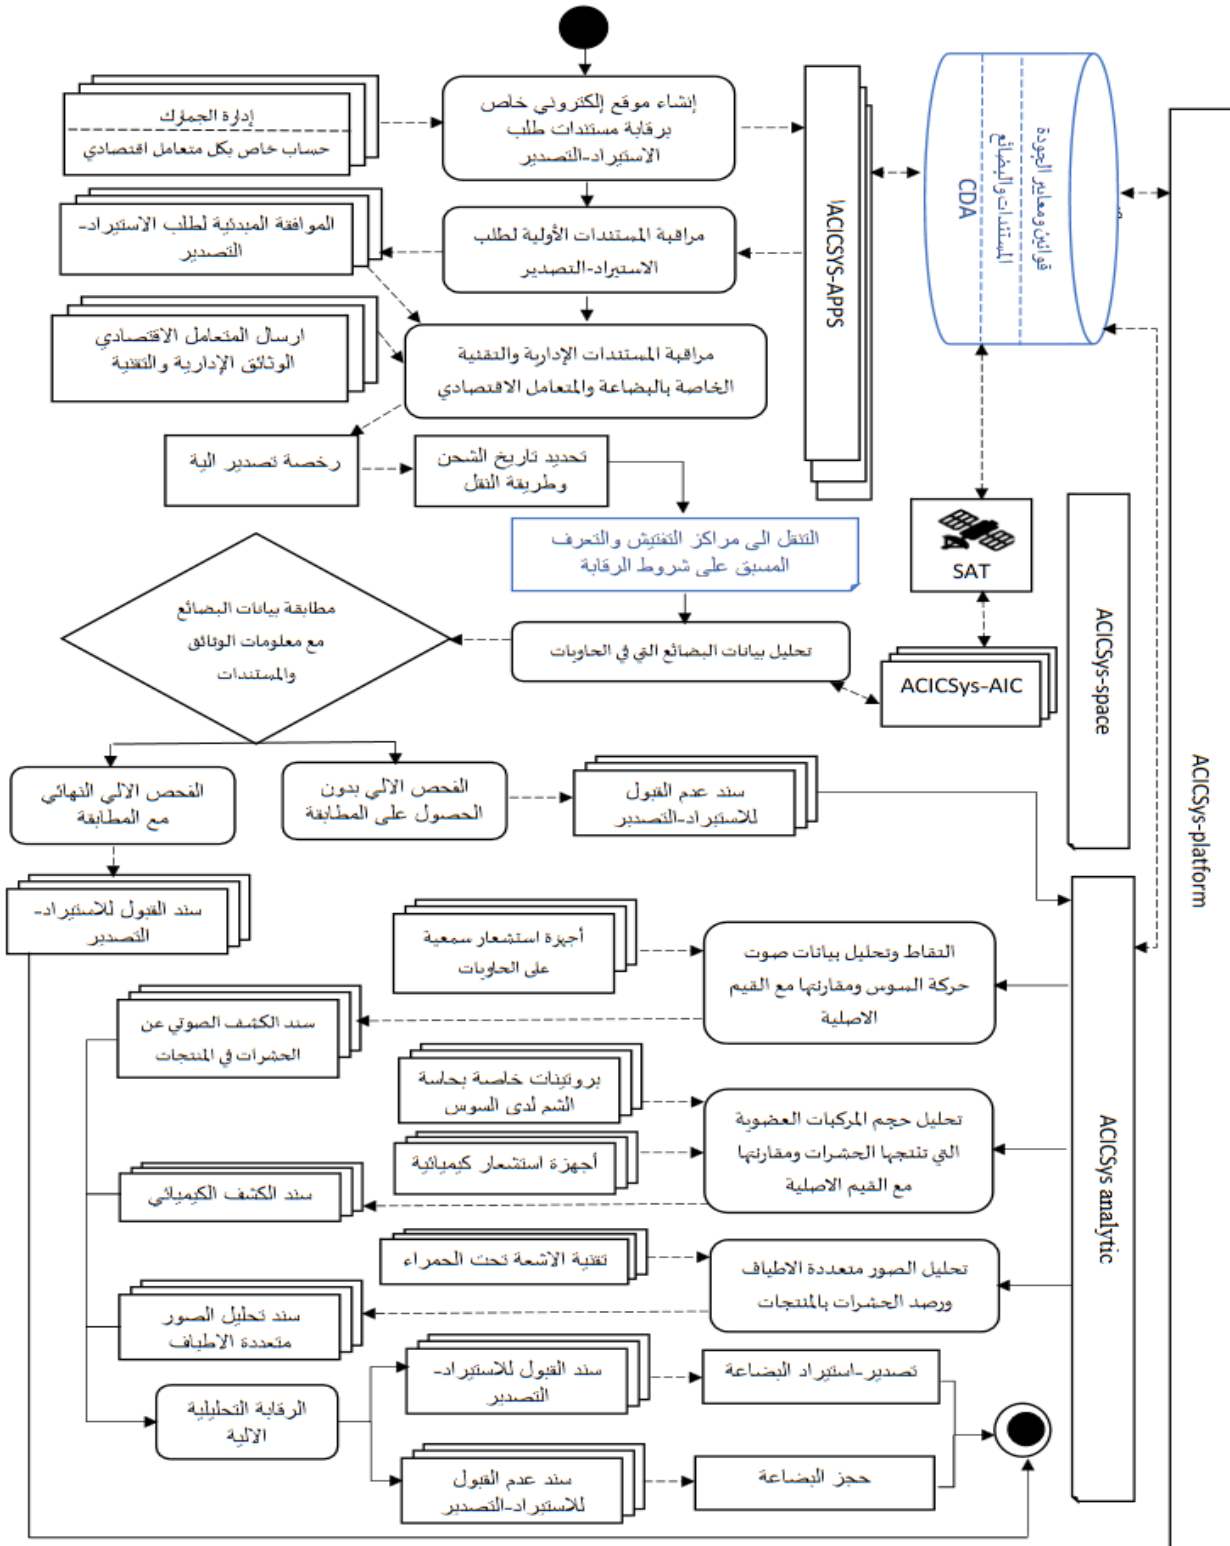 إنشاء موقع إلكتروني خاص
برقابة مستندات طلب
الاستيراد-التصدير
إدارة الجمارك
حساب خاص بكل متعامل اقتصادي
قوانين ومعايير الجودة
المستندات والبضائع
CDA
ACICSYS-APPS
ACICSys-platform
مراقبة المستندات الأولية لطلب
الاستيراد-التصدير
الموافقة المبدئية لطلب الاستيراد-
التصدير
ارسال المتعامل الاقتصادي
الوثائق الإدارية والتقنية
مراقبة المستندات الإدارية والتقنية
الخاصة بالبضاعة والمتعامل الاقتصادي
رخصة تصدير الية
تحديد تاريخ الشحن
وطريقة النقل
التنقل الى مراكز التفتيش والتعرف
المسبق على شروط الرقابة
SAT
ACICSys-space
ACICSys-AIC
تحليل بيانات البضائع التي في الحاويات
مطابقة بيانات البضائع
مع معلومات الوثائق
والمستندات
الفحص الالي النهائي
مع المطابقة
الفحص الالي بدون
الحصول على المطابقة
سند عدم القبول
للاستيراد-التصدير
سند القبول للاستيراد-
التصدير
ACICSys analytic
أجهزة استشعار سمعية
على الحاويات
التقاط وتحليل بيانات صوت
حركة السوس ومقارنتها مع القيم
الاصلية
سند الكشف الصوتي عن
الحشرات في المنتجات
بروتينات خاصة بحاسة
الشم لدى السوس
أجهزة استشعار كيميائية
تحليل حجم المركبات العضوية
التي تنتجها الحشرات ومقارنتها
مع القيم الاصلية
سند الكشف الكيميائي
تقنية الاشعة تحت الحمراء
تحليل الصور متعددة الاطياف
ورصد الحشرات بالمنتجات
سند تحليل الصور
متعددة الاطياف
سند القبول للاستيراد-
التصدير
تصدير-استيراد البضاعة
الرقابة التحليلية
الالية
سند عدم القبول
للاستيراد-التصدير
حجز البضاعة